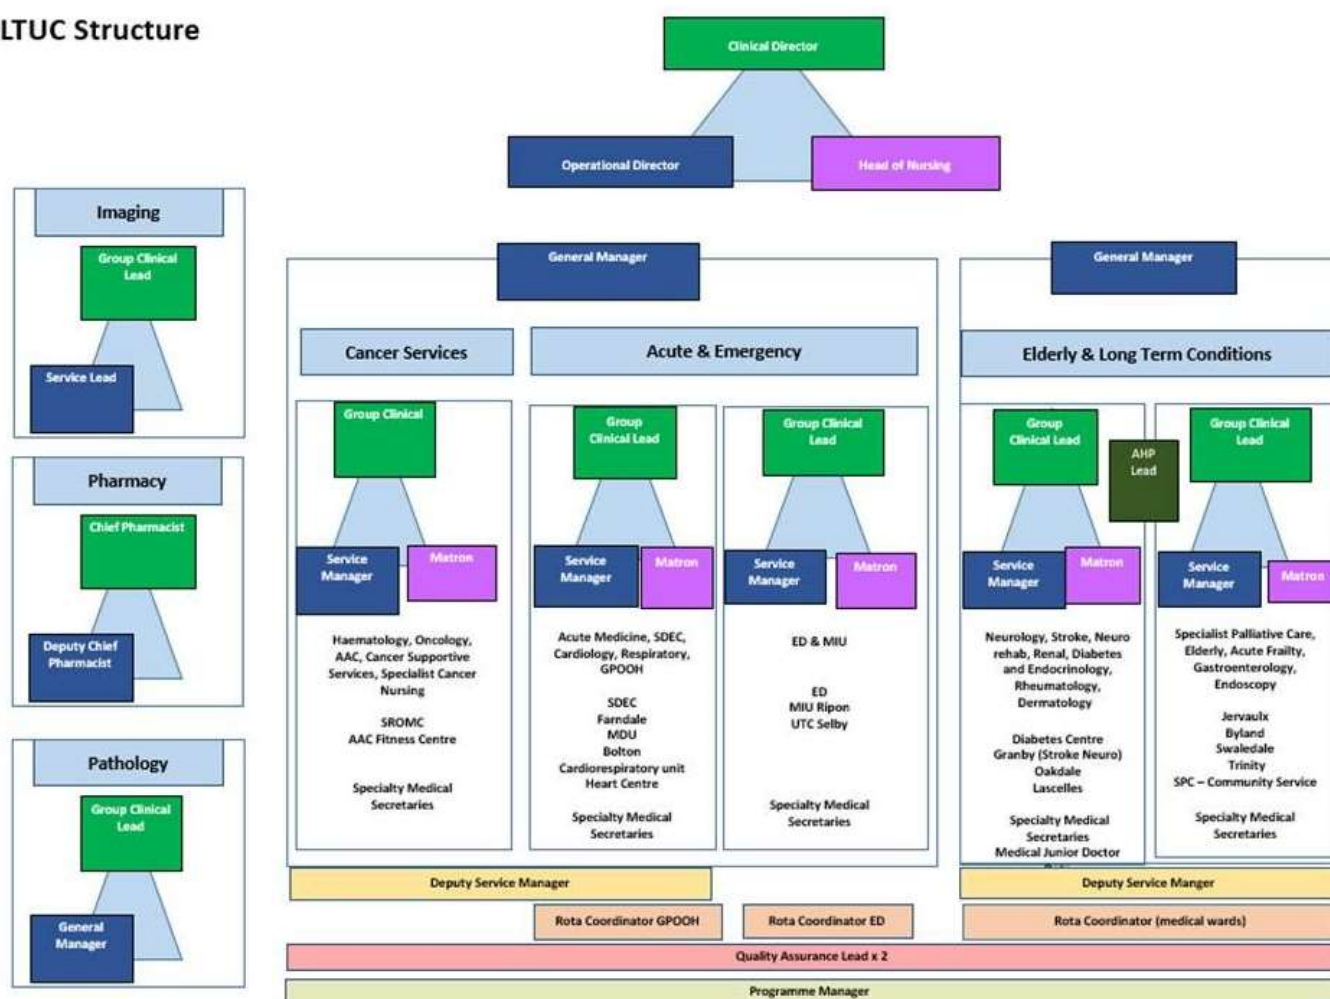 LTUC Structure
Clinical Director
Operational Director
Head of Nursing
Imaging
Group Clinical
Lead
Service Lead
Pharmacy
Chief Pharmacist
Deputy Chief
Pharmacist
Pathology
Group Clinical
Lead
General
Manager
General Manager
Cancer Services
Acute & Emergency
Group Clinical
Service
Manager
Matron
Haematology, Oncology,
AAC, Cancer Supportive
Services, Specialist Cancer
Nursing
SROMC
AAC Fitness Centre
Specialty Medical
Secretaries
Group
Clinical Lead
Service
Manager
Matron
Acute Medicine, SDEC,
Cardiology, Respiratory,
GPOOH
SDEC
Farndale
MDU
Bolton
Cardiorespiratory unit
Heart Centre
Specialty Medical
Secretaries
Group Clinical
Lead
Service
Manager
Matron
ED & MIU
ED
MIU Ripon
UTC Selby
Specialty Medical
Secretaries
General Manager
Elderly & Long Term Conditions
Group
Clinical Lead
AHP
Lead
Service
Manager
Matron
Neurology, Stroke, Neuro
rehab, Renal, Diabetes
and Endocrinology,
Rheumatology,
Dermatology
Diabetes Centre
Granby (Stroke Neuro)
Oakdale
Lascelles
Specialty Medical
Secretaries
Medical Junior Doctor
Group Clinical
Lead
Service
Manager
Matron
Specialist Palliative Care,
Elderly, Acute Frailty,
Gastroenterology,
Endoscopy
Jervaulx
Byland
Swaledale
Trinity
SPC – Community Service
Specialty Medical
Secretaries
Deputy Service Manager
Deputy Service Manger
Rota Coordinator GPOOH
Rota Coordinator ED
Rota Coordinator (medical wards)
Quality Assurance Lead x 2
Programme Manager